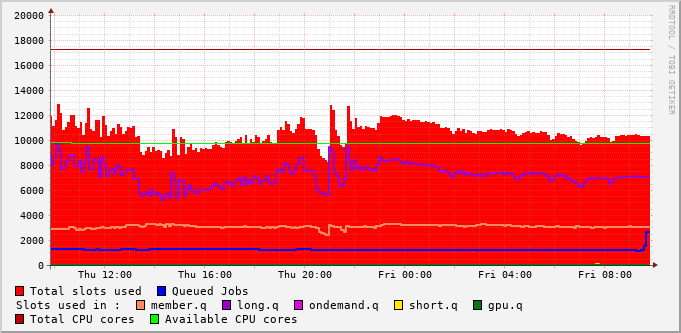 20000
18000
16000
14000
12000
10000
8000
6000
4000
2000
0
Thu 12:00 Thu 16:00 Thu 20:00 Fri 00:00 Fri 04:00 Fri 08:00
RRDTOOL / TOBI OETIKER
Total slots used Queued Jobs
Slots used in : member.q long.q ondemand.q short.q gpu.q
Total CPU cores Available CPU cores